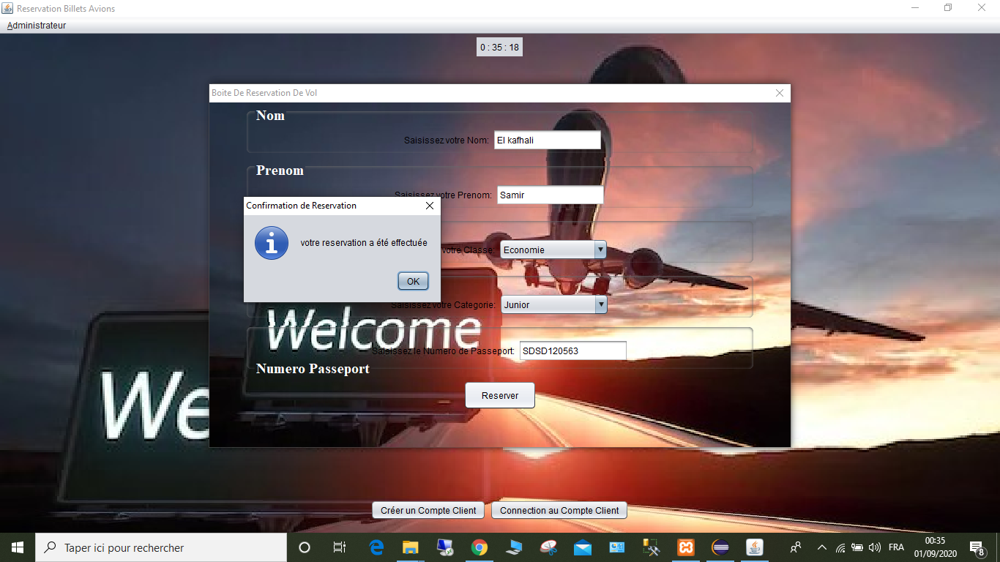 Reservation Billets Avions
Administrateur
0 : 35 : 18
Boite De Reservation De Vol
Nom
Saisissez votre Nom: El kafhali
Prenom
Saisissez votre Prenom: Samir
Confirmation de Reservation
votre reservation a été effectuée
OK
votre Classe: Economie
Saisissez votre Categorie: Junior
Welcome
Saisissez le Numero de Passeport: SDSD120563
Numero Passeport
We
Reserver
Créer un Compte Client Connection au Compte Client
Taper ici pour rechercher
FRA
00:35
01/09/2020
8